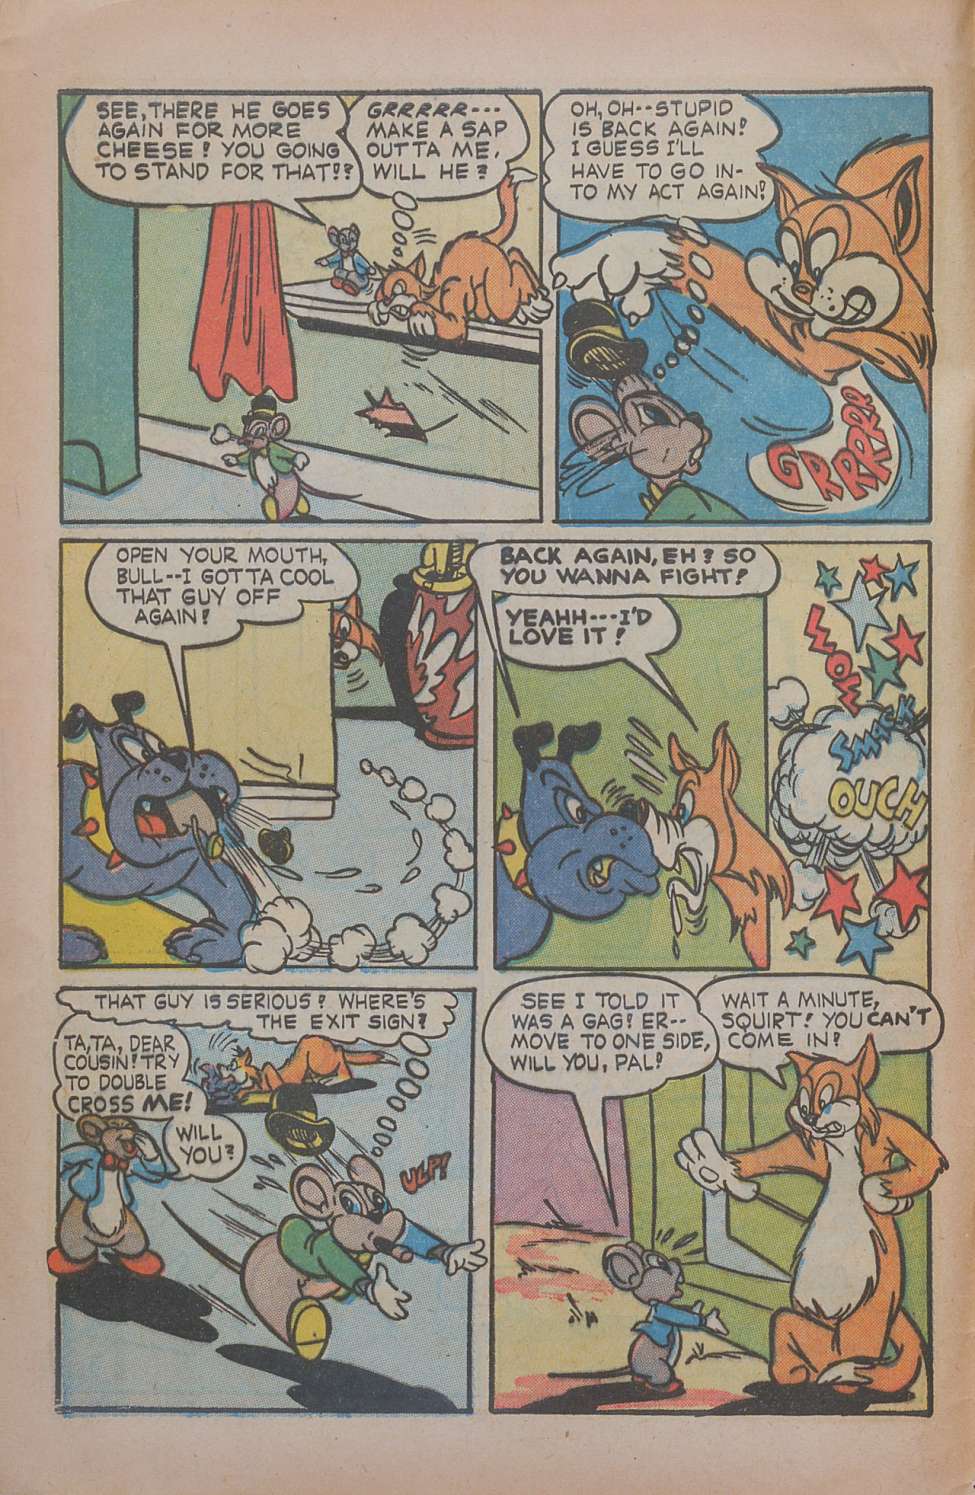 SEE, THERE HE GOES
AGAIN FOR MORE
CHEESE! YOU GOING
TO STAND FOR THAT!?
GRRRRR---
MAKE A SAP
OUTTA ME,
WILL HE?
OH, OH--STUPID
IS BACK AGAIN!
I GUESS I'LL
HAVE TO GO IN-
TO MY ACT AGAIN!
GRRRRR
OPEN YOUR MOUTH,
BULL--I GOTTA COOL
THAT GUY OFF
AGAIN!
BACK AGAIN, EH? SO
YOU WANNA FIGHT!
YEAHH---I'D
LOVE IT!
WOW
SMACK
OUCH
THAT GUY IS SERIOUS! WHERE'S
THE EXIT SIGN?
TA, TA, DEAR
COUSIN! TRY
TO DOUBLE
CROSS ME!
WILL
YOU?
ULP!
SEE I TOLD IT
WAS A GAG! ER--
MOVE TO ONE SIDE,
WILL YOU, PAL!
WAIT A MINUTE,
SQUIRT! YOU CAN'T
COME IN!